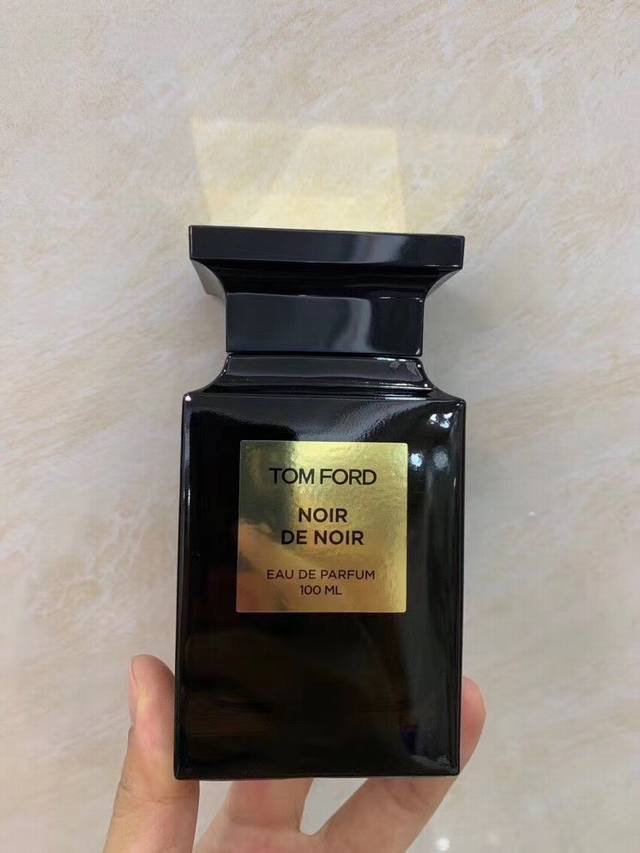 TOM FORD
NOIR
DE NOIR
EAU DE PARFUM
100 ML